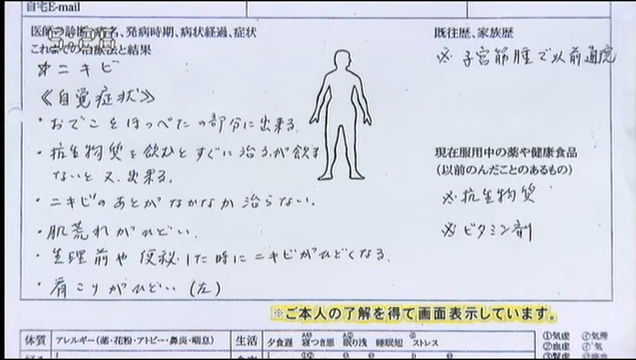 自宅E-mail
医師の診断、病名、発病時期、病状経過、症状
これまでの治療法と結果
☆ニキビ
《自覚症状》
・おでことほっぺたの部分に出来る.
・抗生物質を飲むとすぐに治るが飲まないと又出来る.
・ニキビのあとがなかなか治らない.
・肌荒れがひどい.
・生理前や便秘した時にニキビがひどくなる.
・肩こりがひどい(左)
既往歴、家族歴
※子宮筋腫で以前通院
現在服用中の薬や健康食品
(以前のんだことのあるもの)
※抗生物質
※ビタミン剤
※ご本人の了解を得て画面表示しています。
体質 アレルギー(薬・花粉・アトピー・鼻炎・喘息) 生活 夕食遅 寝つき悪 眠り浅 睡眠短 ストレス ①気虚